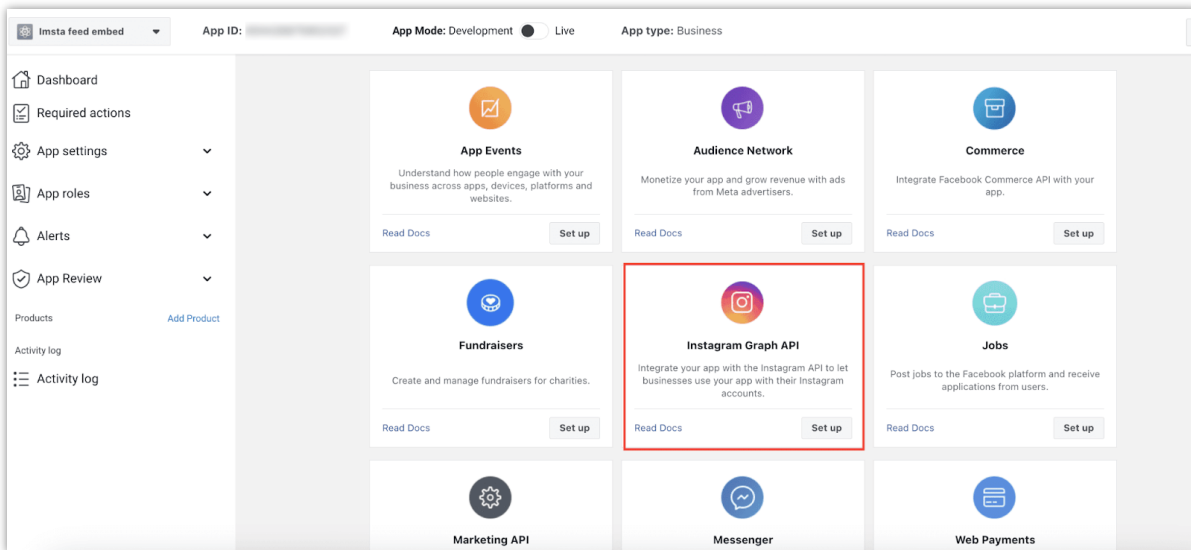 Imsta feed embed
App ID:
App Mode: Development
Live
App type: Business
Dashboard
Required actions
App settings
App roles
Alerts
App Review
Products
Add Product
Activity log
Activity log
App Events
Understand how people engage with your
business across apps, devices, platforms and
websites.
Read Docs
Set up
Audience Network
Monetize your app and grow revenue with ads
from Meta advertisers.
Read Docs
Set up
Commerce
Integrate Facebook Commerce API with your
app.
Read Docs
Set up
Fundraisers
Create and manage fundraisers for charities.
Read Docs
Set up
Instagram Graph API
Integrate your app with the Instagram API to let
businesses use your app with their Instagram
accounts.
Read Docs
Set up
Jobs
Post jobs to the Facebook platform and receive
applications from users.
Read Docs
Set up
Marketing API
Messenger
Web Payments